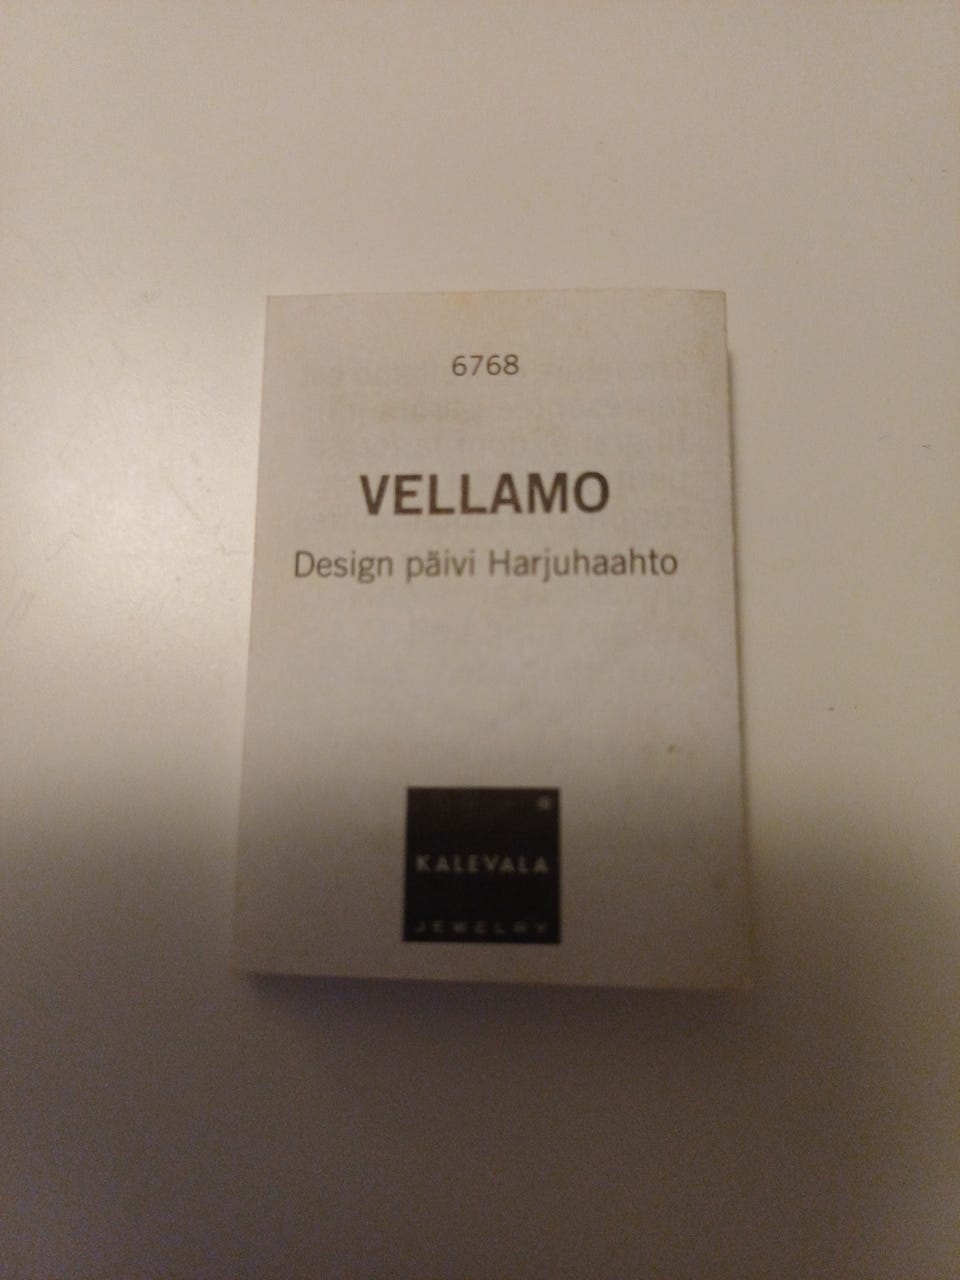 6768
VELLAMO
Design päivi Harjuhaahto
KALEVALA
JEWELRY